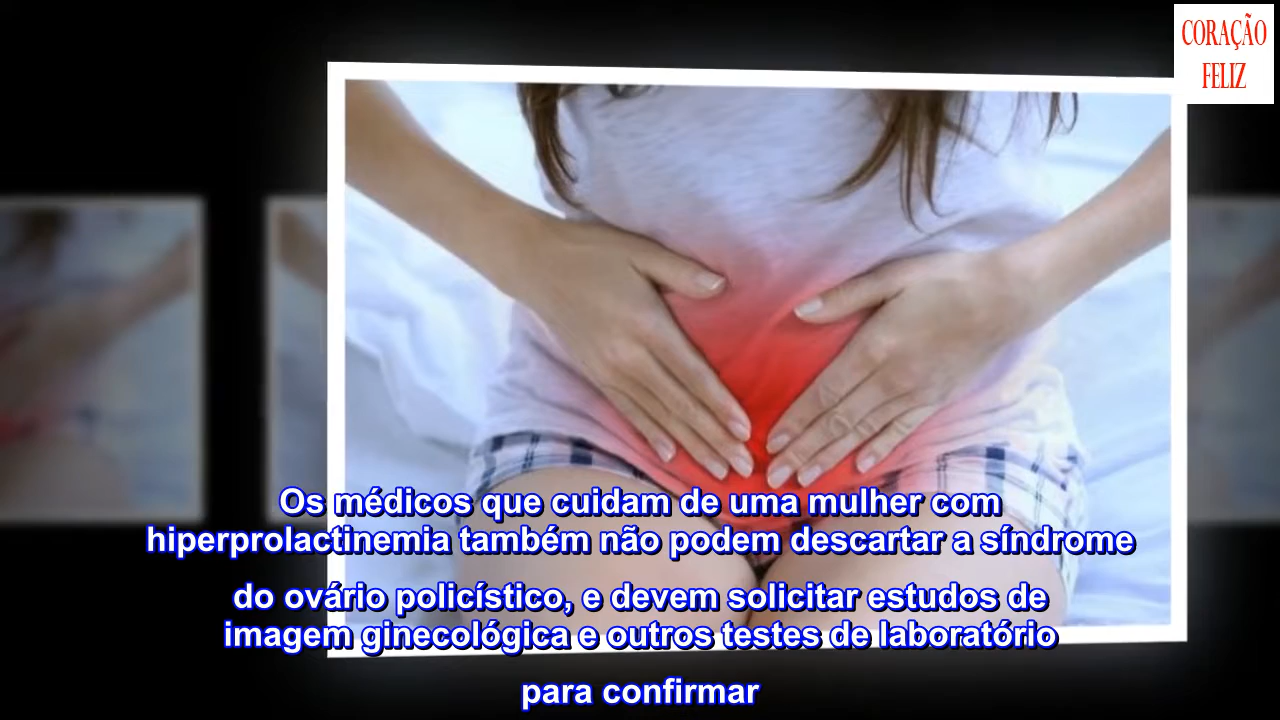 CORAÇÃO
FELIZ
Os médicos que cuidam de uma mulher com
hiperprolactinemia também não podem descartar a síndrome
do ovário policístico, e devem solicitar estudos de
imagem ginecológica e outros testes de laboratório
para confirmar